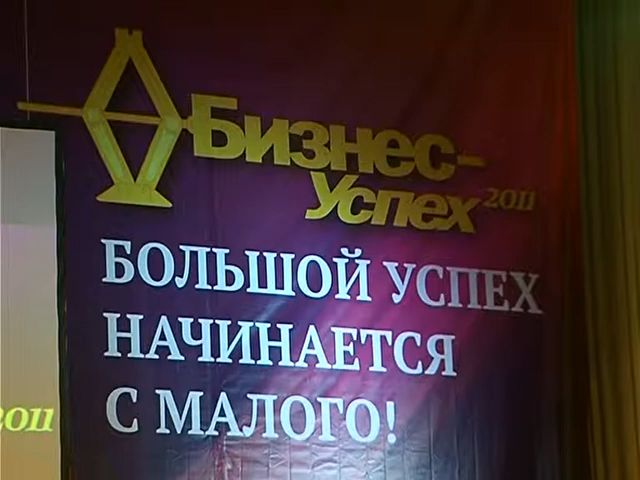 Бизнес-
Успех 2011
БОЛЬШОЙ УСПЕХ
НАЧИНАЕТСЯ
С МАЛОГО!
2011